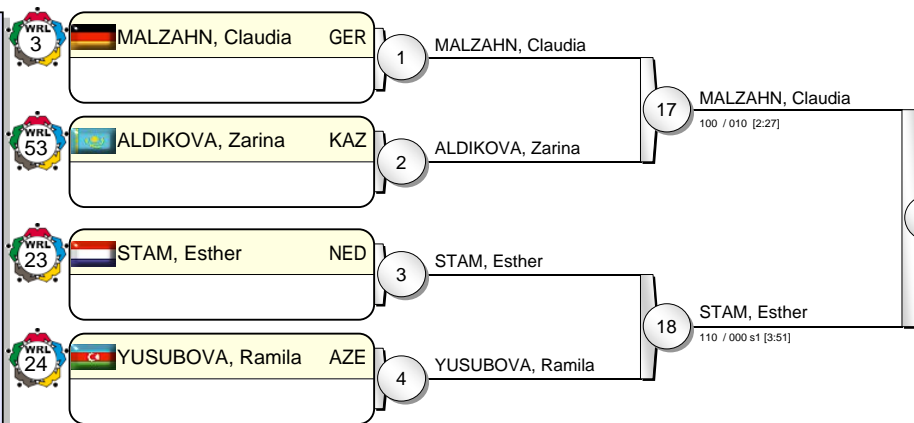 WRL
3
MALZAHN, Claudia GER
1
MALZAHN, Claudia
17
MALZAHN, Claudia
100 / 010 [2:27]
WRL
53
ALDIKOVA, Zarina KAZ
2
ALDIKOVA, Zarina
WRL
23
STAM, Esther NED
3
STAM, Esther
18
STAM, Esther
110 / 000 s1 [3:51]
WRL
24
YUSUBOVA, Ramila AZE
4
YUSUBOVA, Ramila